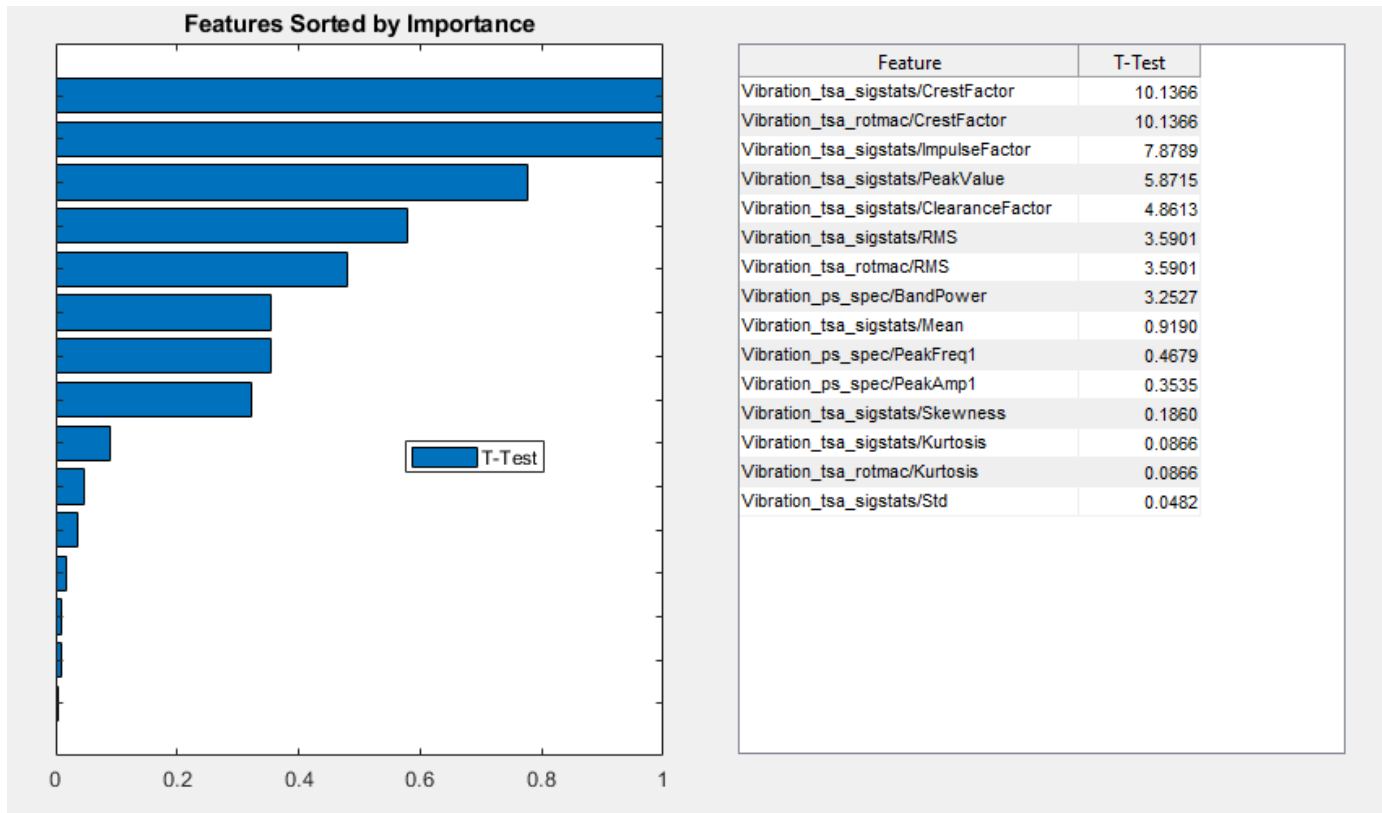 Features Sorted by Importance
T-Test
0 0.2 0.4 0.6 0.8 1
Feature T-Test
Vibration_tsa_sigstats/CrestFactor 10.1366
Vibration_tsa_rotmac/CrestFactor 10.1366
Vibration_tsa_sigstats/ImpulseFactor 7.8789
Vibration_tsa_sigstats/PeakValue 5.8715
Vibration_tsa_sigstats/ClearanceFactor 4.8613
Vibration_tsa_sigstats/RMS 3.5901
Vibration_tsa_rotmac/RMS 3.5901
Vibration_ps_spec/BandPower 3.2527
Vibration_tsa_sigstats/Mean 0.9190
Vibration_ps_spec/PeakFreq1 0.4679
Vibration_ps_spec/PeakAmp1 0.3535
Vibration_tsa_sigstats/Skewness 0.1860
Vibration_tsa_sigstats/Kurtosis 0.0866
Vibration_tsa_rotmac/Kurtosis 0.0866
Vibration_tsa_sigstats/Std 0.0482